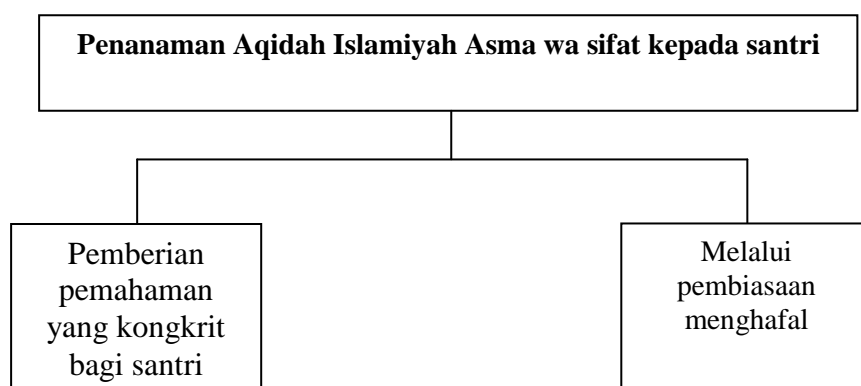 Penanaman Aqidah Islamiyah Asma wa sifat kepada santri
Pemberian
pemahaman
yang kongkrit
bagi santri
Melalui
pembiasaan
menghafal